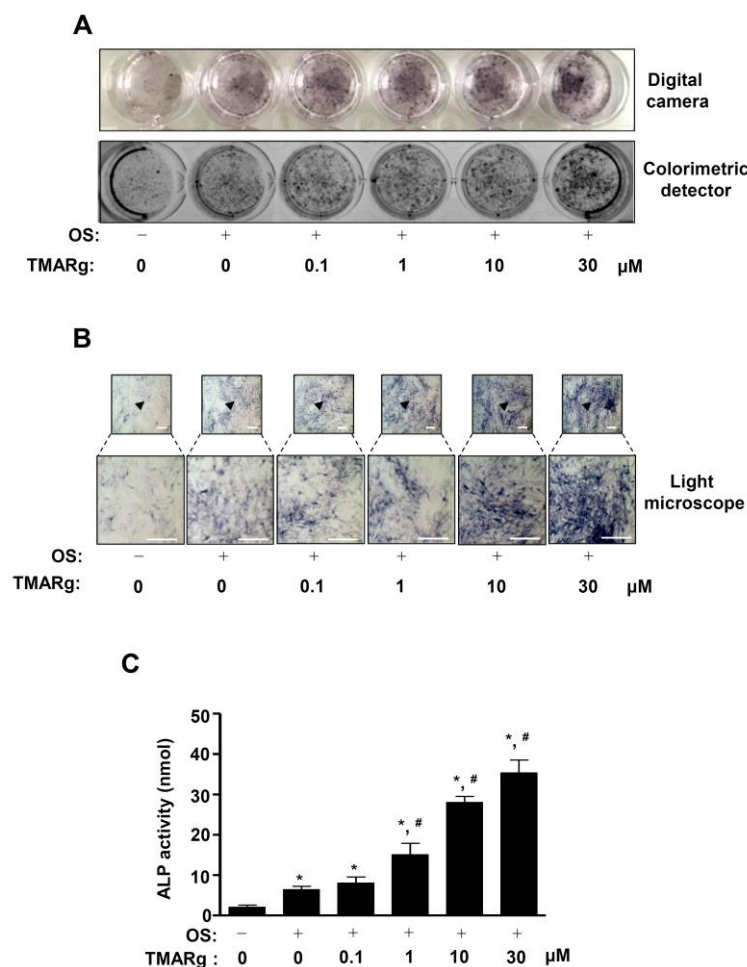 A
Digital
camera
Colorimetric
detector
OS: − + + + + +
TMARg: 0 0 0.1 1 10 30 µM
B
Light
microscope
OS: − + + + + +
TMARg: 0 0 0.1 1 10 30 µM
C
ALP activity (nmol)
50
40
30
20
10
0
* * *, # *, # *, #
OS: − + + + + +
TMARg : 0 0 0.1 1 10 30 µM